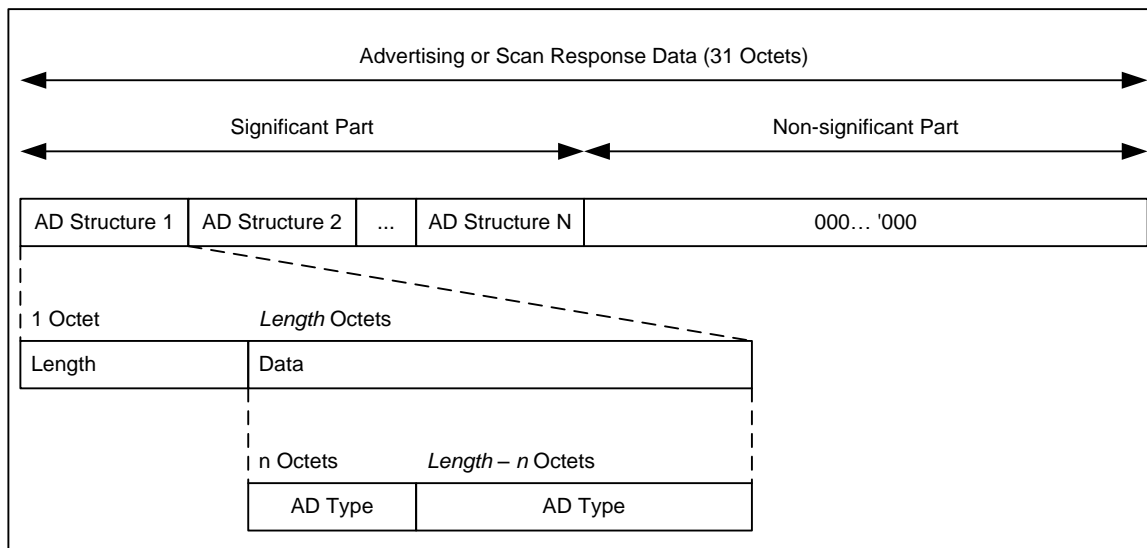 Advertising or Scan Response Data (31 Octets)
Significant Part Non-significant Part
AD Structure 1 AD Structure 2 ... AD Structure N 000… '000
1 Octet Length Octets
Length Data
n Octets Length – n Octets
AD Type AD Type